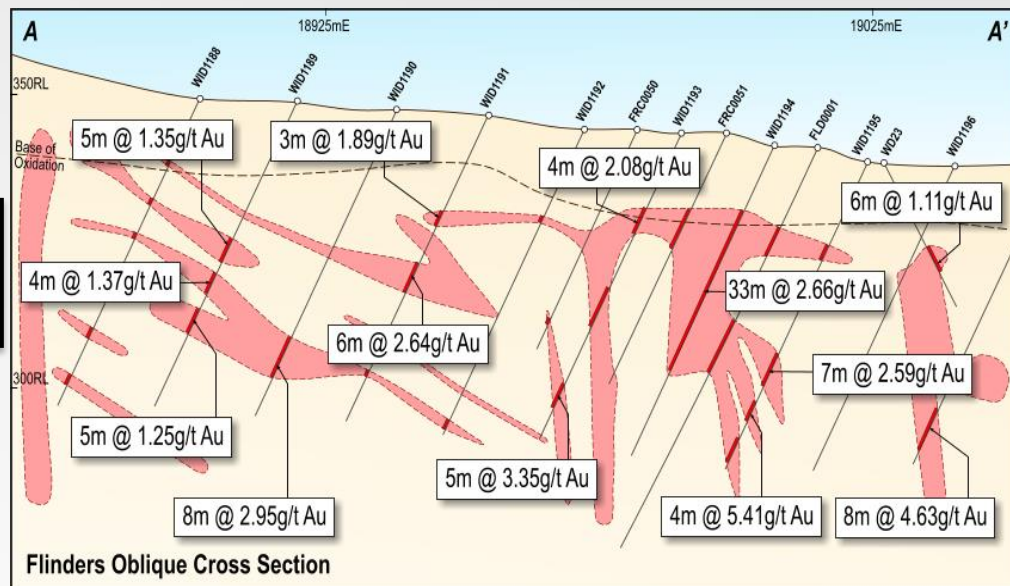 A
18925mE
19025mE
A'
350RL
WID1188
WID1189
WID1190
WID1191
WID1192
FRC0050
WID1193
FRC0051
WID1194
FLD0001
WID1195
WD23
WID1196
Base of
Oxidation
5m @ 1.35g/t Au
3m @ 1.89g/t Au
4m @ 2.08g/t Au
6m @ 1.11g/t Au
4m @ 1.37g/t Au
33m @ 2.66g/t Au
6m @ 2.64g/t Au
300RL
7m @ 2.59g/t Au
5m @ 1.25g/t Au
5m @ 3.35g/t Au
8m @ 2.95g/t Au
4m @ 5.41g/t Au
8m @ 4.63g/t Au
Flinders Oblique Cross Section